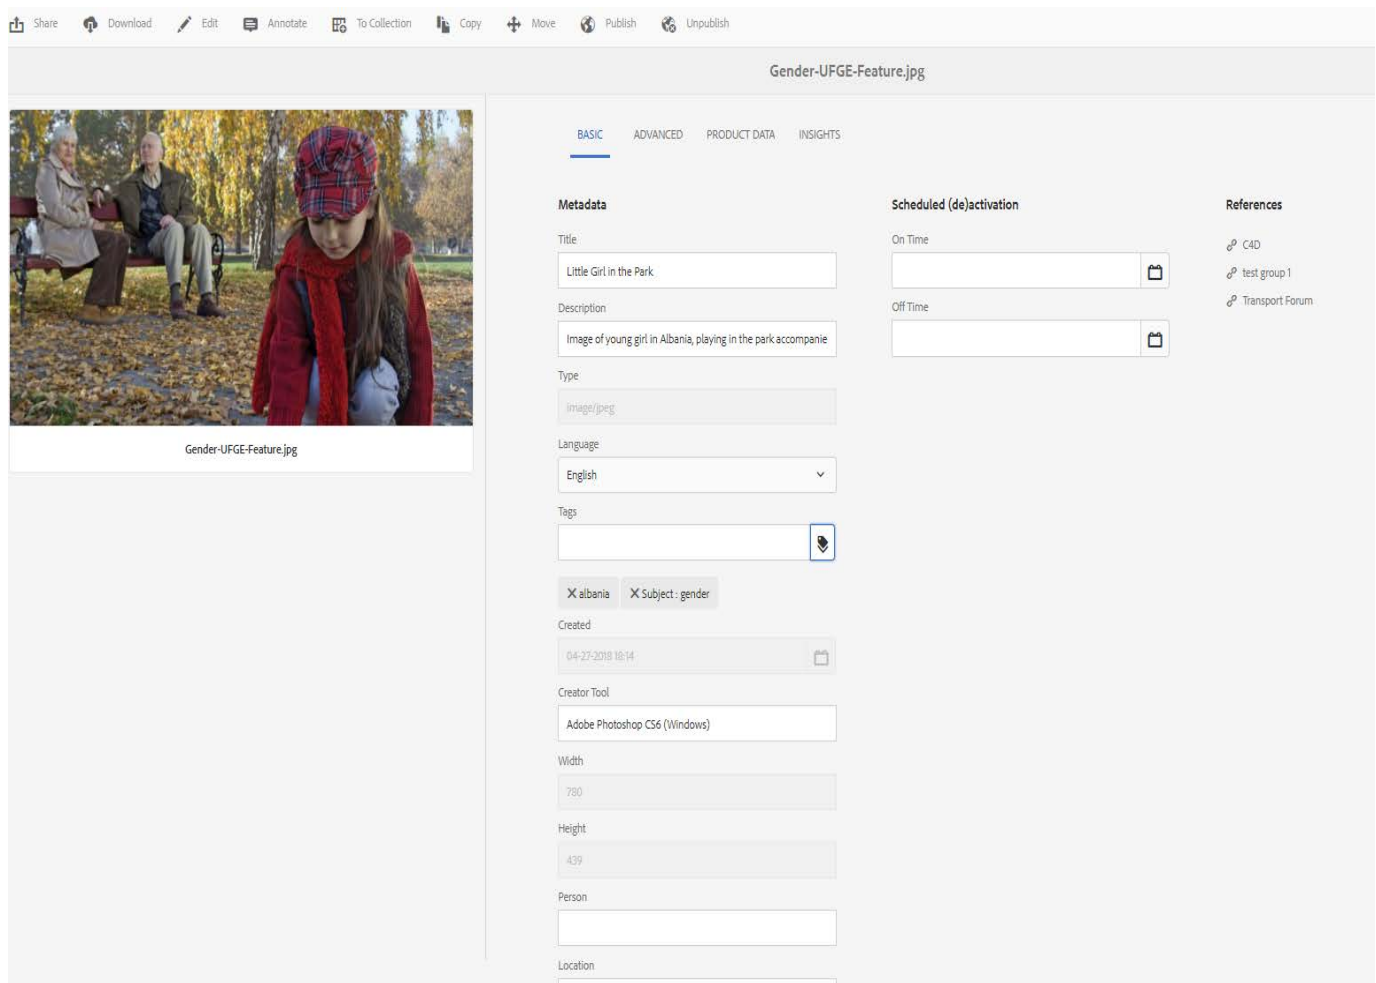 Share Download Edit Annotate To Collection Copy Move Publish Unpublish
Gender-UFGE-Feature.jpg
Gender-UFGE-Feature.jpg
BASIC ADVANCED PRODUCT DATA INSIGHTS
Metadata
Title
Little Girl in the Park
Description
Image of young girl in Albania, playing in the park accompanie
Type
image/jpeg
Language
English
Tags
X albania X Subject : gender
Created
04-27-2018 18:14
Creator Tool
Adobe Photoshop CS6 (Windows)
Width
780
Height
439
Person
Location
Scheduled (de)activation
On Time
Off Time
References
C4D
test group 1
Transport Forum